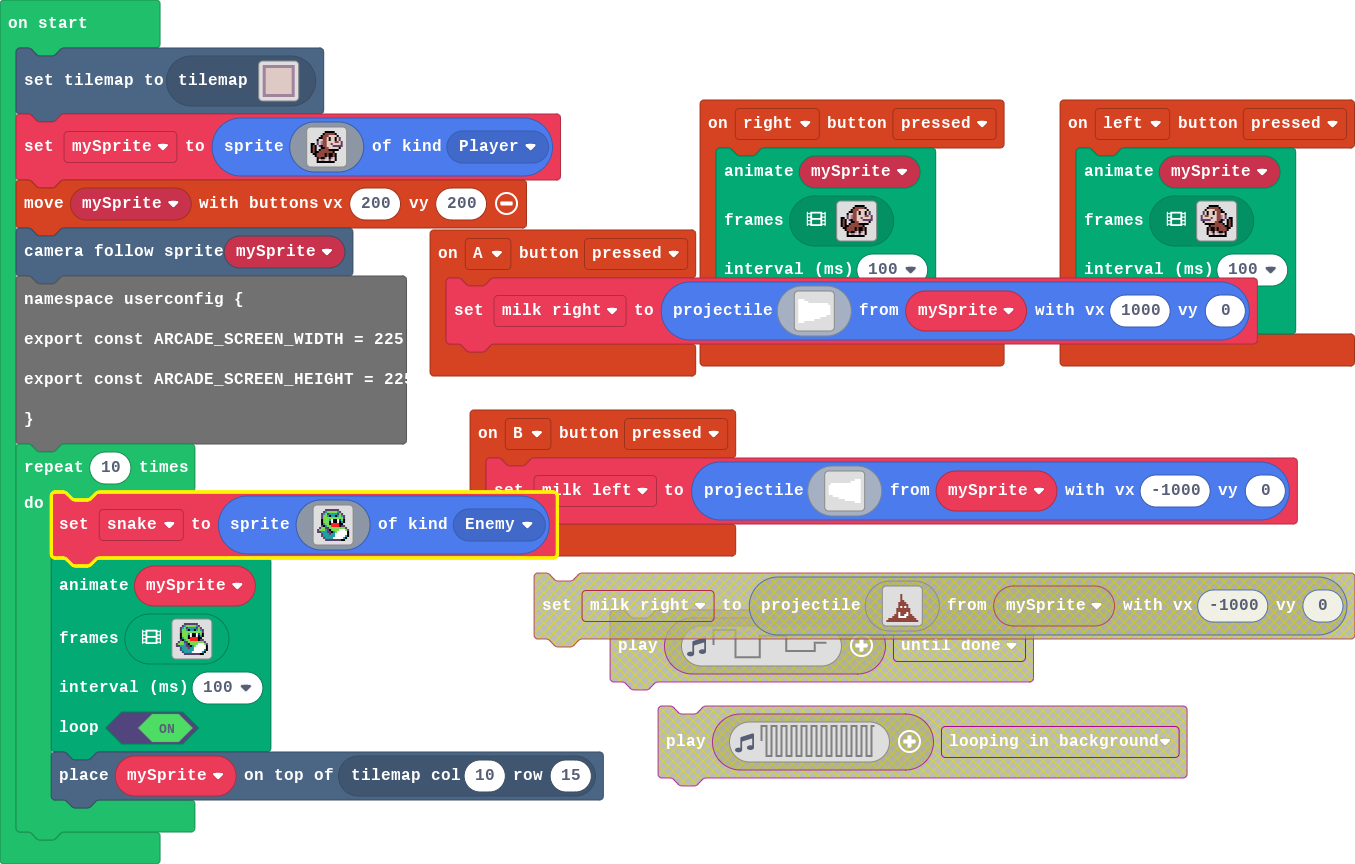 on start
set tilemap to tilemap
set mySprite to sprite of kind Player
move mySprite with buttons vx 200 vy 200
camera follow sprite mySprite
namespace userconfig {
export const ARCADE_SCREEN_WIDTH = 225
export const ARCADE_SCREEN_HEIGHT = 225
}
repeat 10 times
do
set snake to sprite of kind Enemy
animate mySprite
frames
interval (ms) 100
loop ON
place mySprite on top of tilemap col 10 row 15
on right button pressed
animate mySprite
frames
interval (ms) 100
on left button pressed
animate mySprite
frames
interval (ms) 100
on A button pressed
set milk right to projectile from mySprite with vx 1000 vy 0
on B button pressed
set milk left to projectile from mySprite with vx -1000 vy 0
set milk right to projectile from mySprite with vx -1000 vy 0
play until done
play looping in background